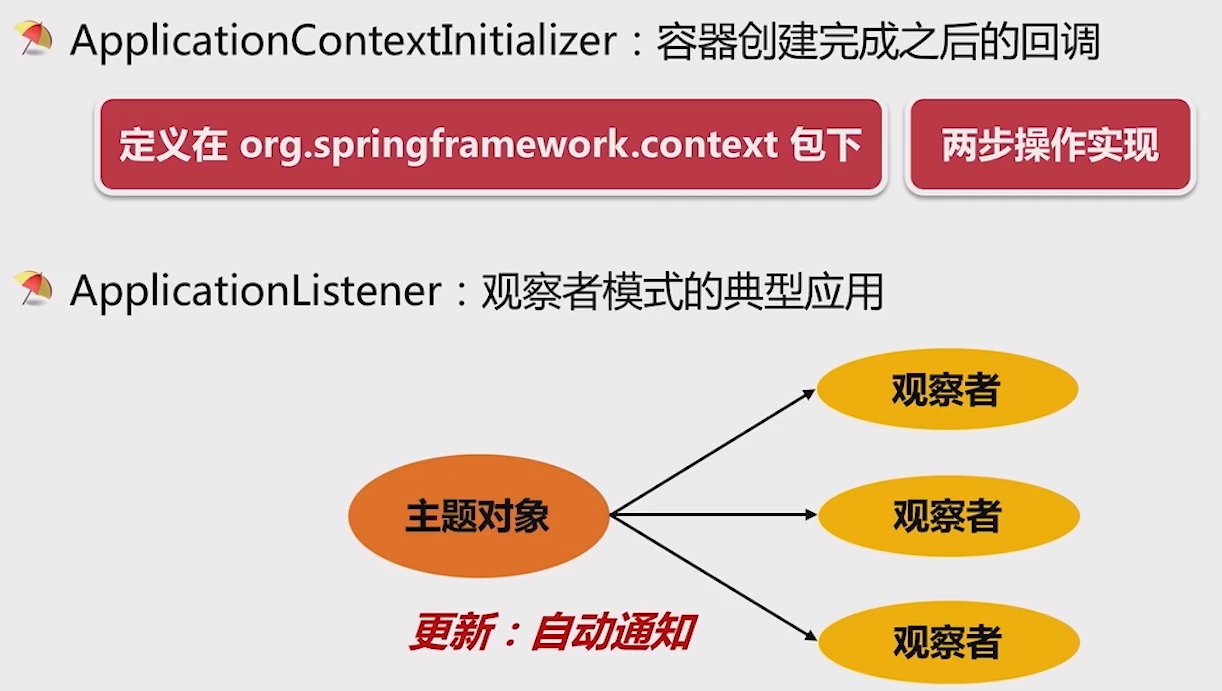 ApplicationContextInitializer：容器创建完成之后的回调
定义在 org.springframework.context 包下
两步操作实现
ApplicationListener：观察者模式的典型应用
观察者
主题对象
观察者
更新：自动通知
观察者